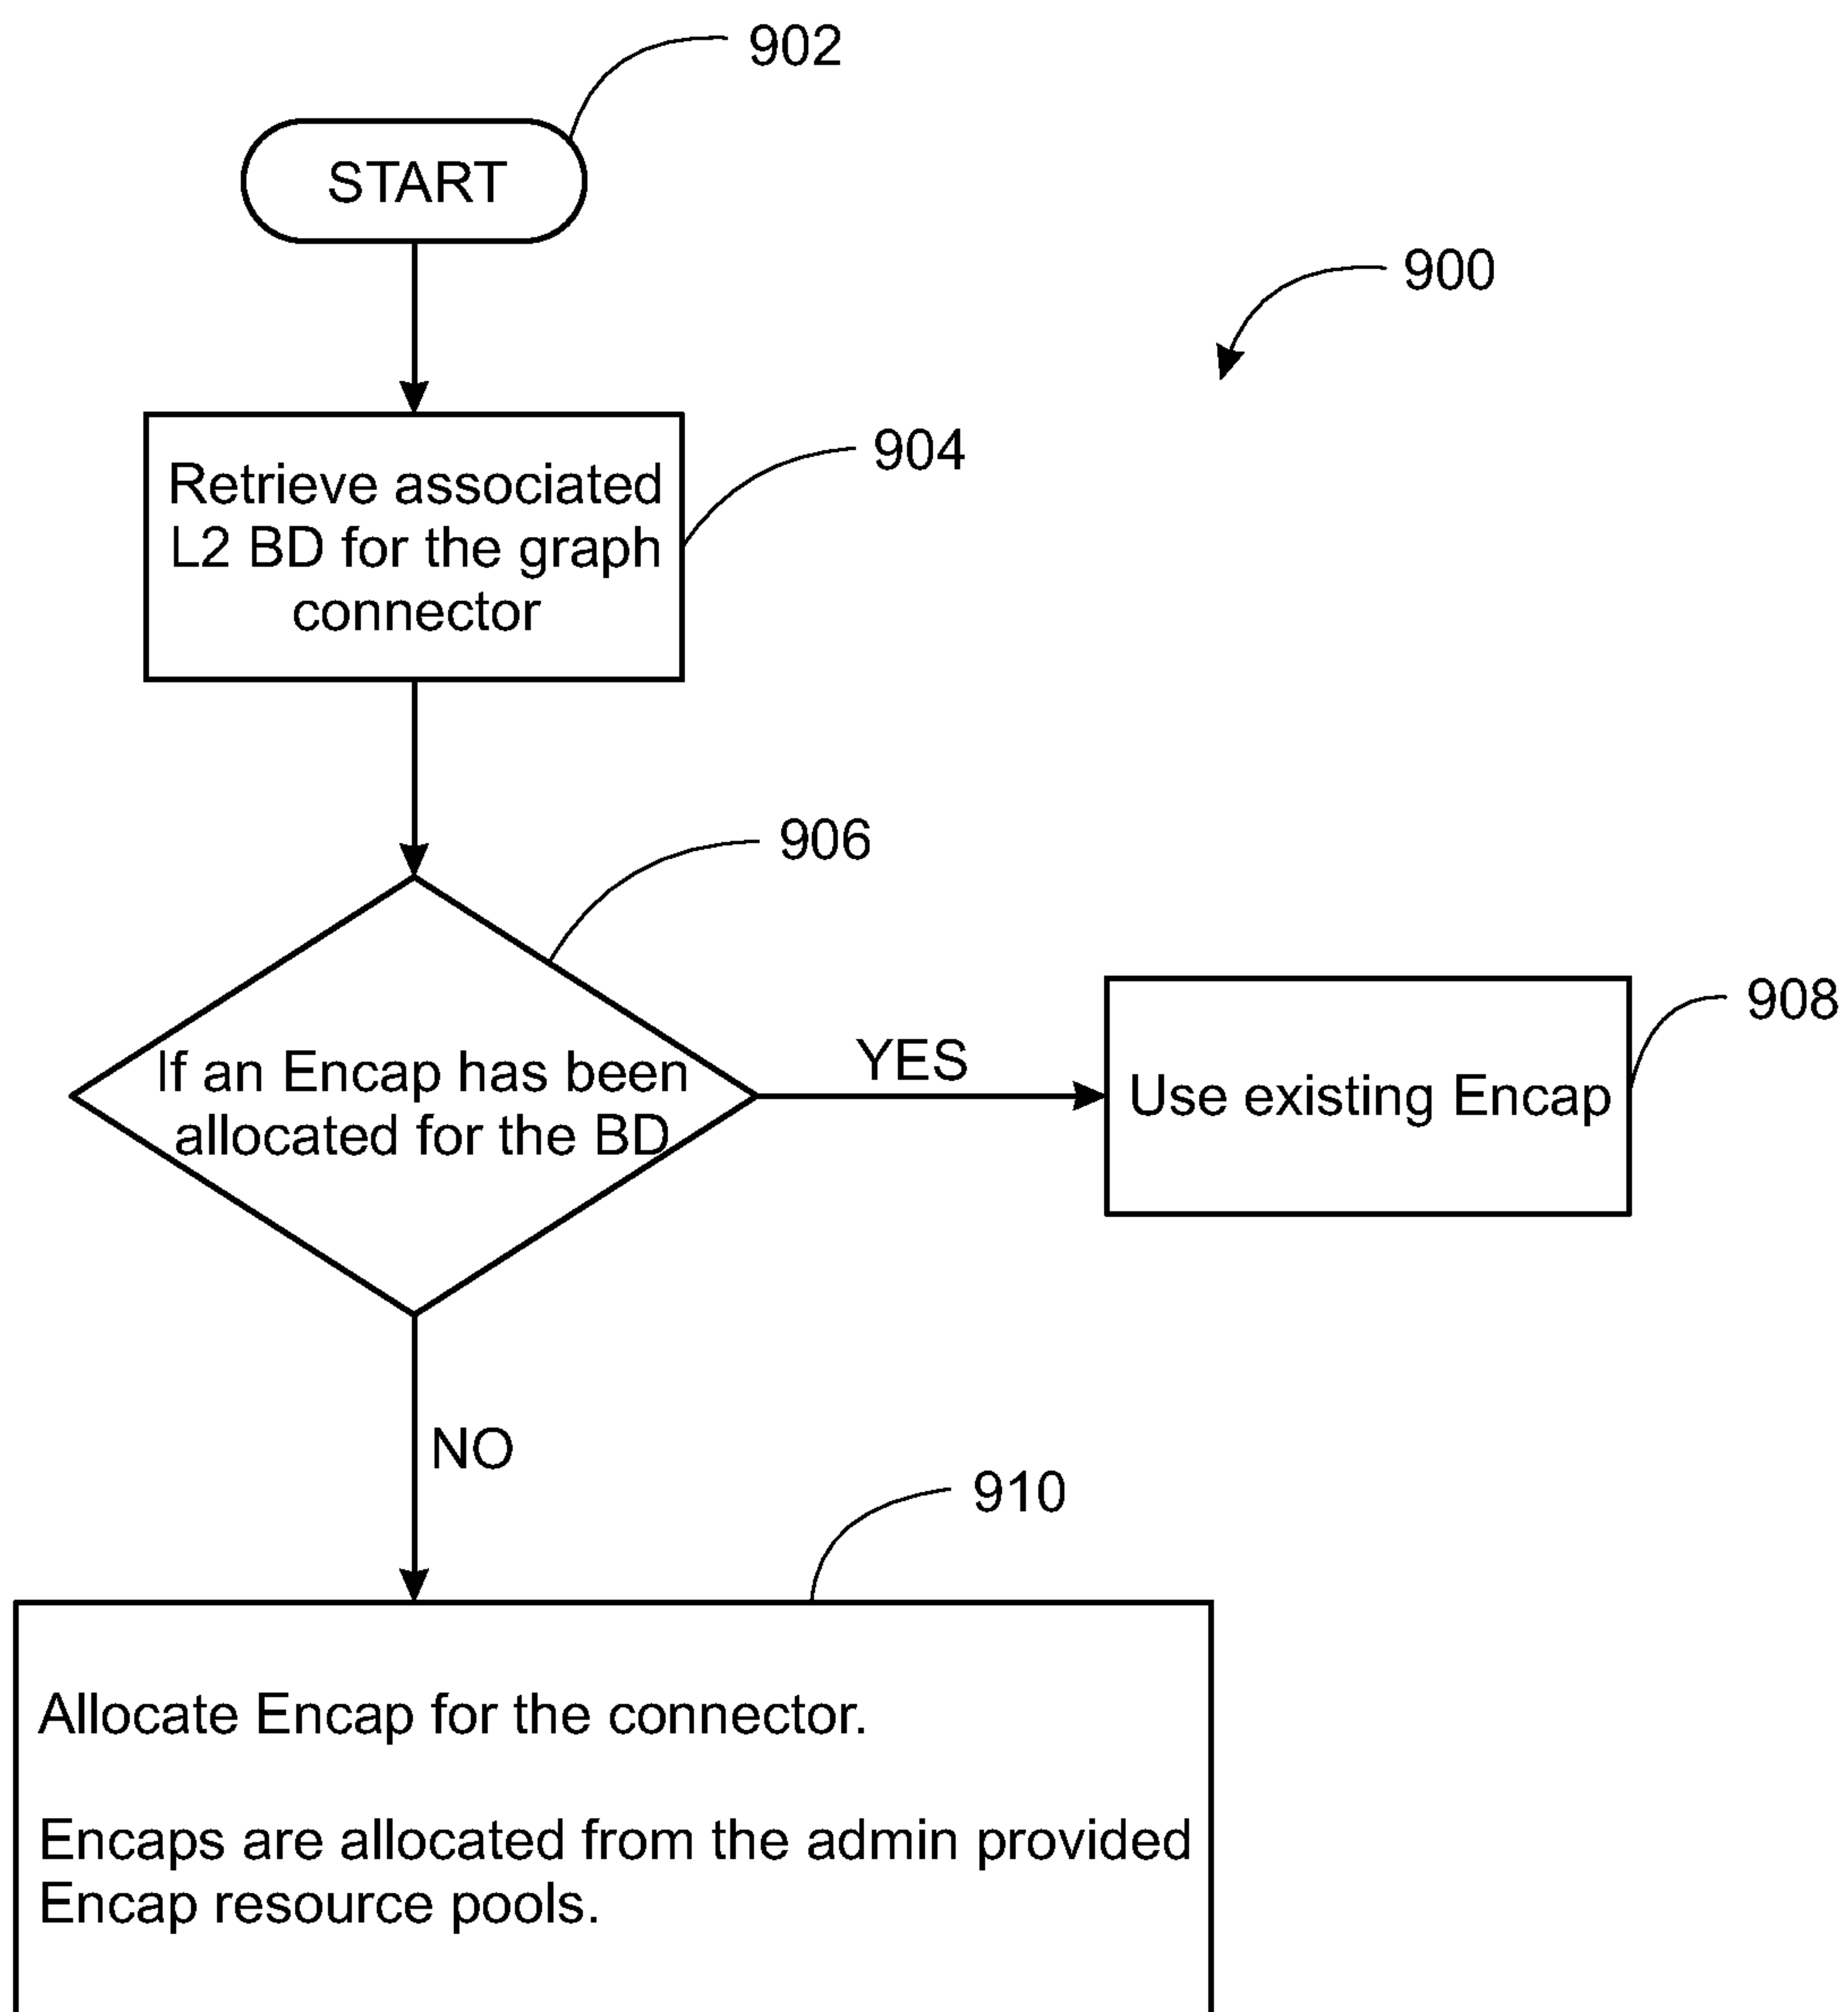 902
START
900
904
Retrieve associated
L2 BD for the graph
connector
906
If an Encap has been
allocated for the BD
YES
908
Use existing Encap
NO
910
Allocate Encap for the connector.
Encaps are allocated from the admin provided
Encap resource pools.